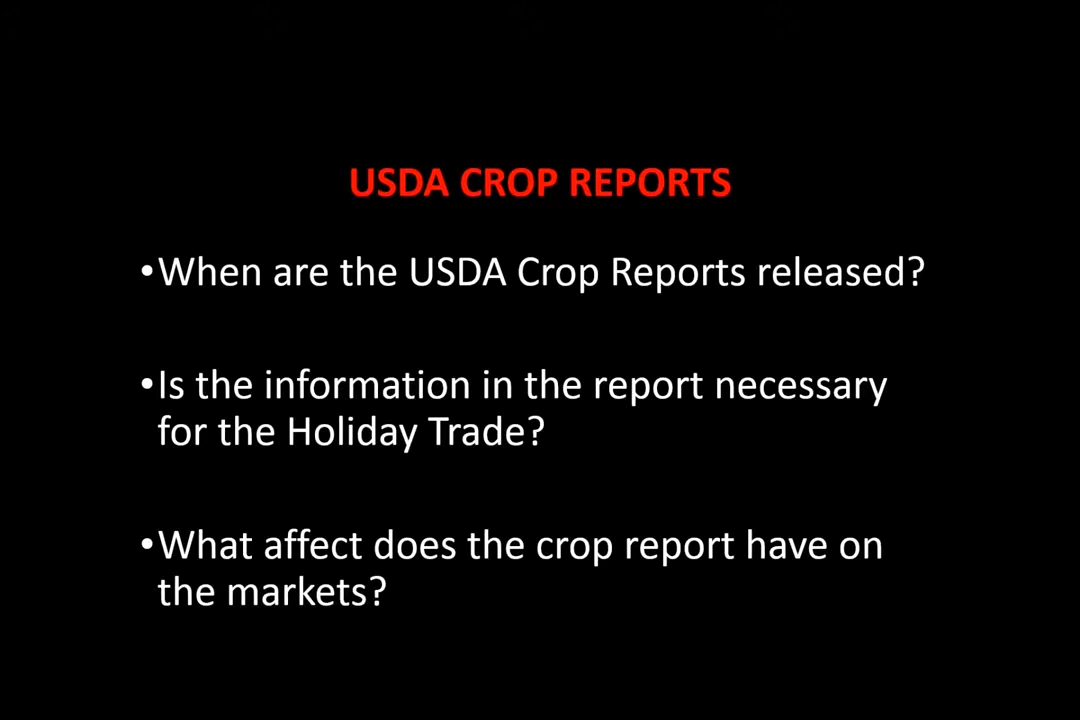 USDA CROP REPORTS
•When are the USDA Crop Reports released?
•Is the information in the report necessary
for the Holiday Trade?
•What affect does the crop report have on
the markets?